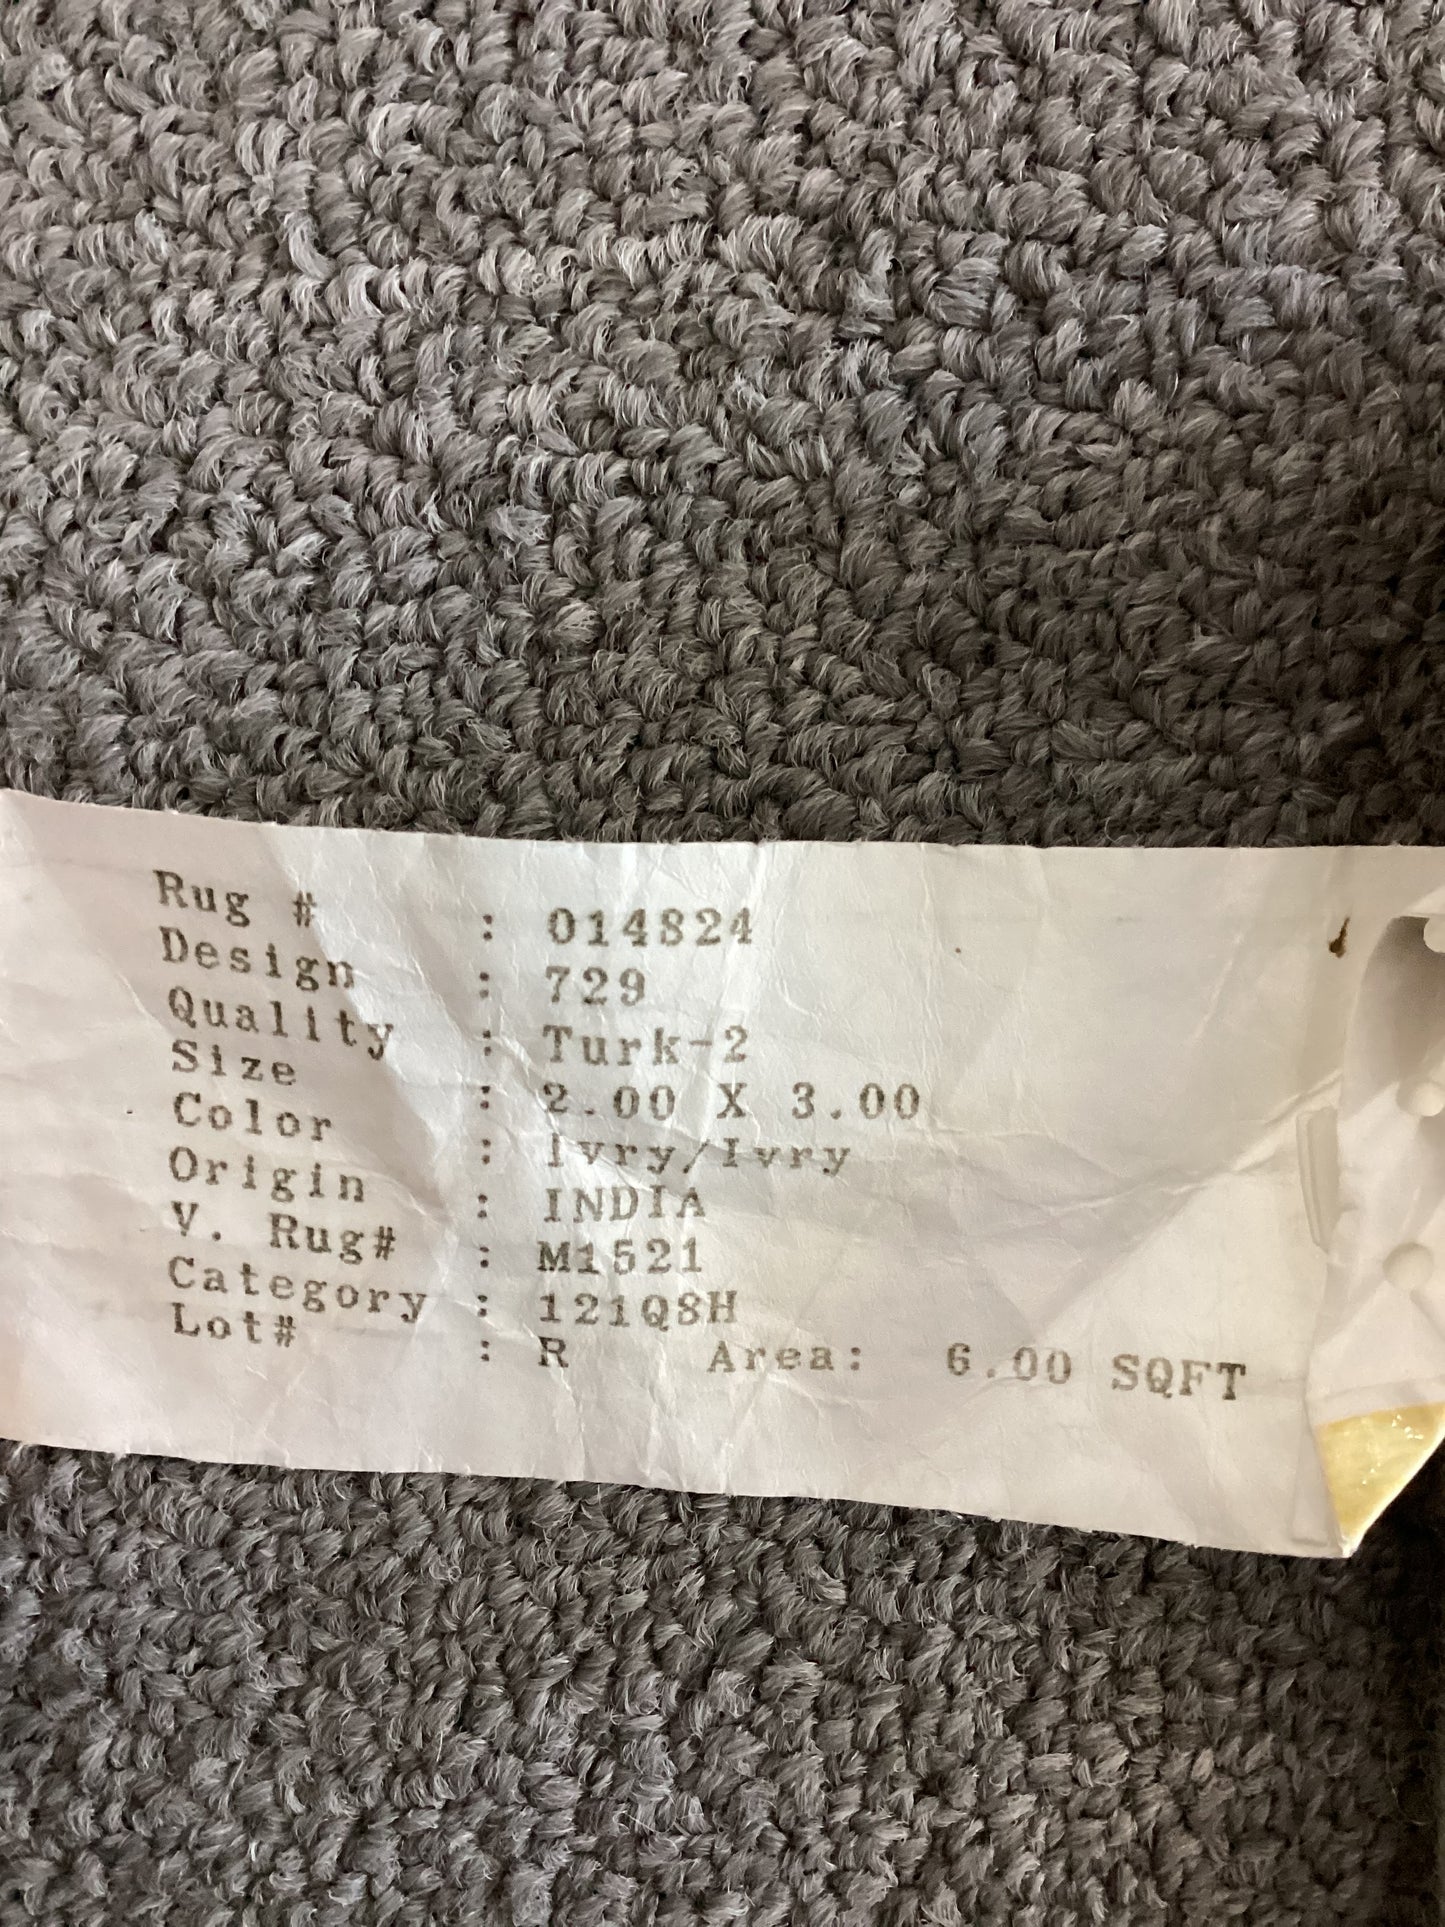 Rug # : 014824
Design : 729
Quality : Turk-2
Size : 2.00 X 3.00
Color : Ivry/Ivry
Origin : INDIA
V. Rug# : M1521
Category : 121Q8H
Lot# : R Area: 6.00 SQFT